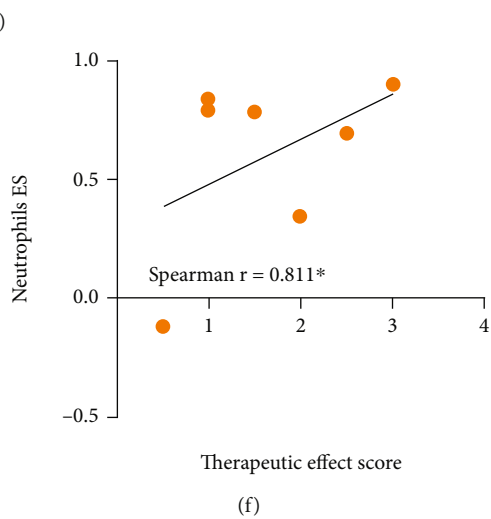 )
1.0
0.5
0.0
–0.5
Neutrophils ES
Spearman r = 0.811*
1 2 3 4
Therapeutic effect score
(f)